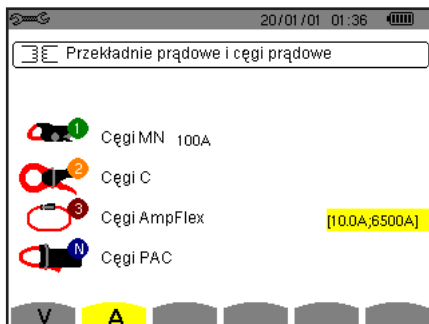 20/01/01 01:36
Przekładnie prądowe i cęgi prądowe
1 Cęgi MN 100A
2 Cęgi C
3 Cęgi AmpFlex [10.0A;6500A]
N Cęgi PAC
V A